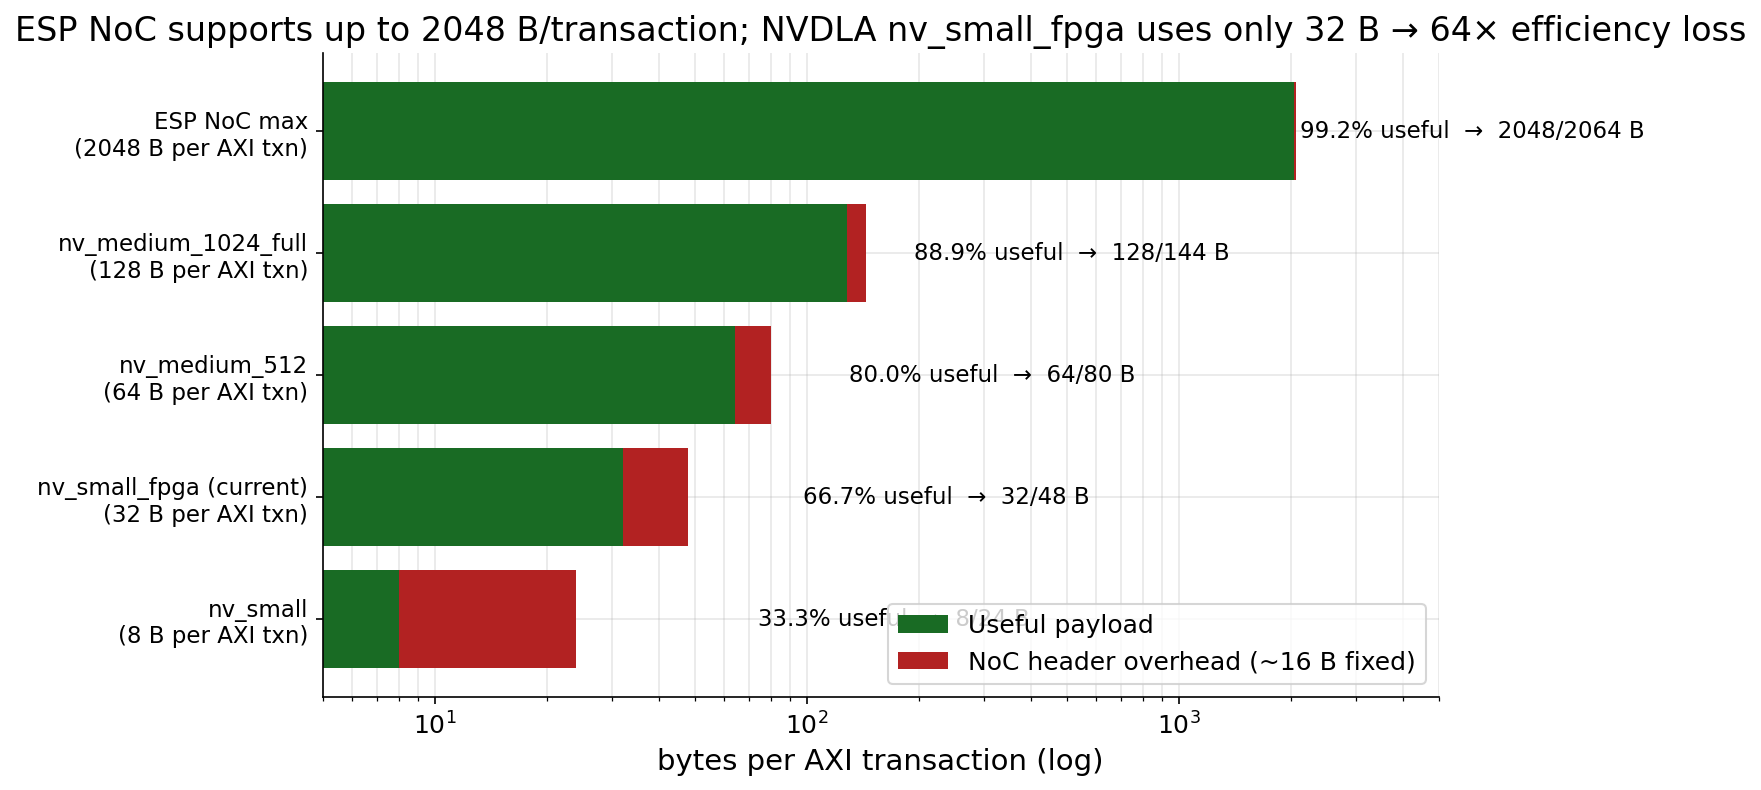 ESP NoC supports up to 2048 B/transaction; NVDLA nv_small_fpga uses only 32 B → 64× efficiency loss
ESP NoC max
(2048 B per AXI txn)
99.2% useful → 2048/2064 B
nv_medium_1024_full
(128 B per AXI txn)
88.9% useful → 128/144 B
nv_medium_512
(64 B per AXI txn)
80.0% useful → 64/80 B
nv_small_fpga (current)
(32 B per AXI txn)
66.7% useful → 32/48 B
nv_small
(8 B per AXI txn)
33.3% useful → 8/24 B
Useful payload
NoC header overhead (~16 B fixed)
10¹ 10² 10³
bytes per AXI transaction (log)